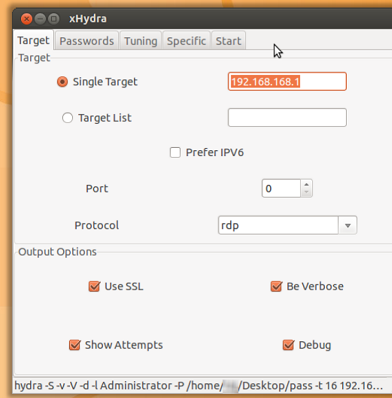 xHydra
Target Passwords Tuning Specific Start
Target
Single Target 192.168.168.1
Target List
Prefer IPV6
Port 0
Protocol rdp
Output Options
Use SSL Be Verbose
Show Attempts Debug
hydra -S -v -V -d -l Administrator -P /home/ /Desktop/pass -t 16 192.16...